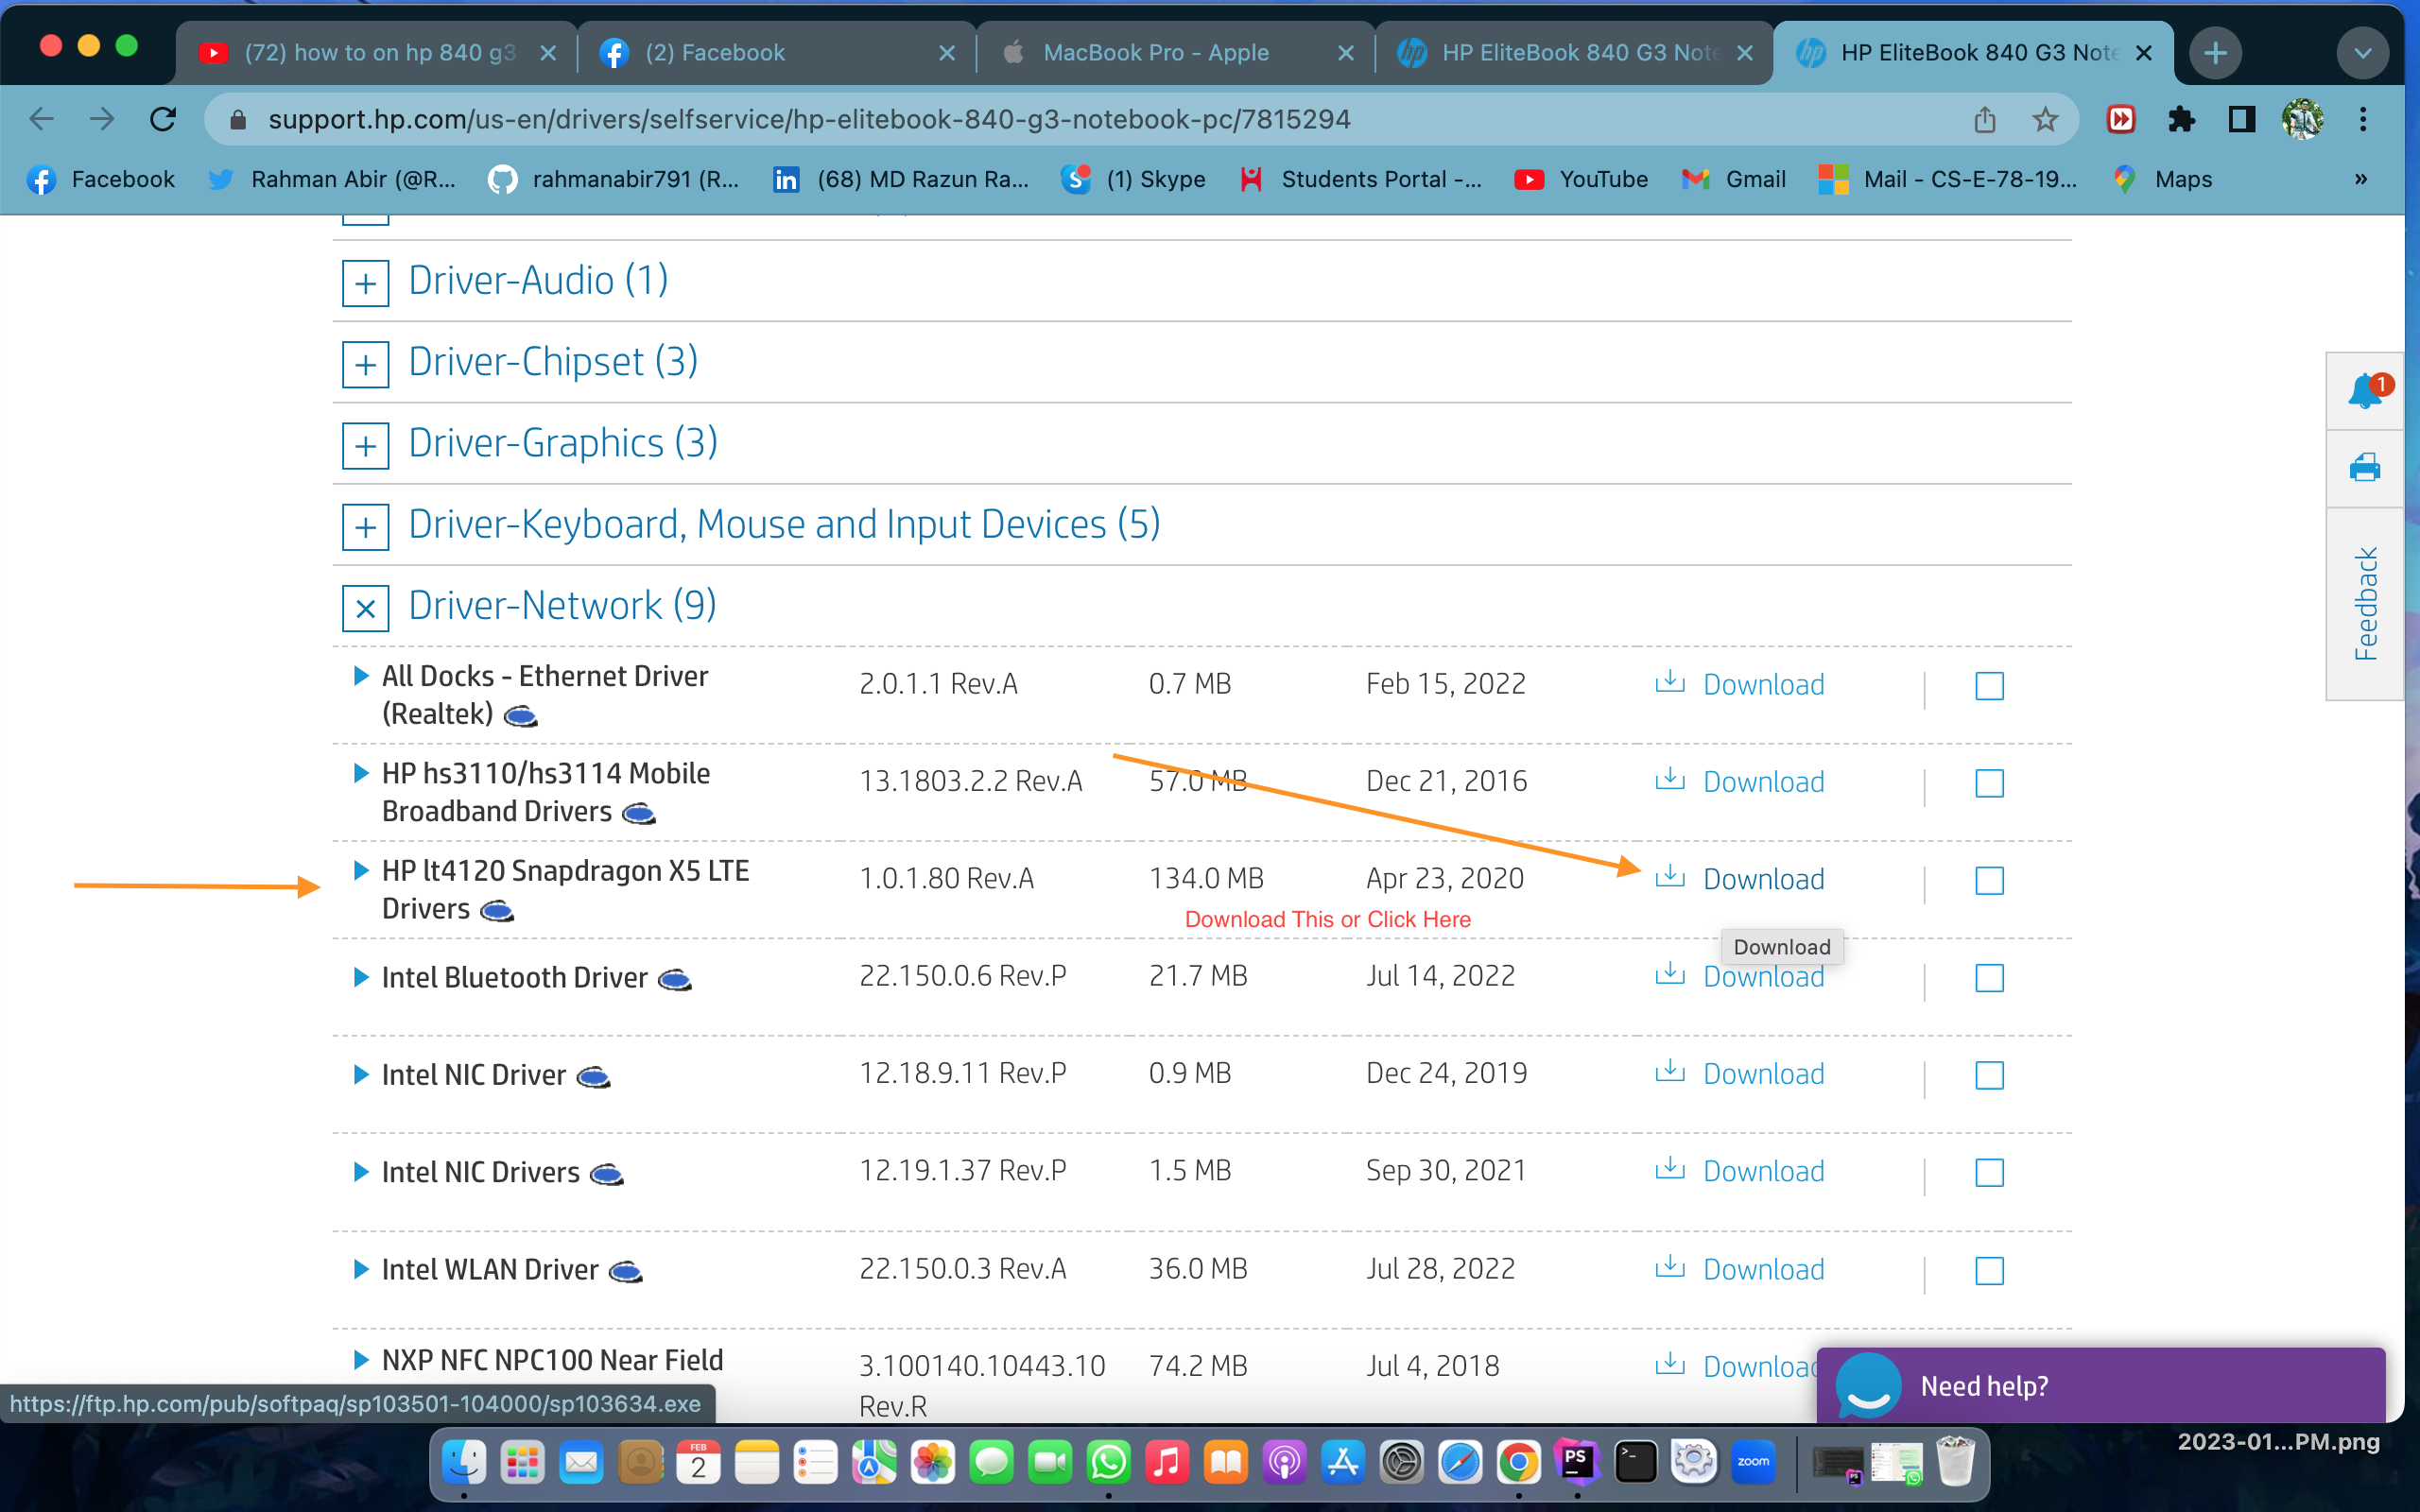 (72) how to on hp 840 g3
(2) Facebook
MacBook Pro - Apple
HP EliteBook 840 G3 Note
HP EliteBook 840 G3 Note
support.hp.com/us-en/drivers/selfservice/hp-elitebook-840-g3-notebook-pc/7815294
Facebook
Rahman Abir (@R...
rahmanabir791 (R...
(68) MD Razun Ra...
(1) Skype
Students Portal -...
YouTube
Gmail
Mail - CS-E-78-19...
Maps
»
Driver-Audio (1)
Driver-Chipset (3)
Driver-Graphics (3)
Driver-Keyboard, Mouse and Input Devices (5)
Driver-Network (9)
All Docks - Ethernet Driver
(Realtek)
2.0.1.1 Rev.A
0.7 MB
Feb 15, 2022
Download
HP hs3110/hs3114 Mobile
Broadband Drivers
13.1803.2.2 Rev.A
57.0 MB
Dec 21, 2016
Download
HP lt4120 Snapdragon X5 LTE
Drivers
1.0.1.80 Rev.A
134.0 MB
Apr 23, 2020
Download
Download This or Click Here
Download
Intel Bluetooth Driver
22.150.0.6 Rev.P
21.7 MB
Jul 14, 2022
Download
Intel NIC Driver
12.18.9.11 Rev.P
0.9 MB
Dec 24, 2019
Download
Intel NIC Drivers
12.19.1.37 Rev.P
1.5 MB
Sep 30, 2021
Download
Intel WLAN Driver
22.150.0.3 Rev.A
36.0 MB
Jul 28, 2022
Download
NXP NFC NPC100 Near Field
3.100140.10443.10
Rev.R
74.2 MB
Jul 4, 2018
Download
1
Feedback
Need help?
https://ftp.hp.com/pub/softpaq/sp103501-104000/sp103634.exe
2023-01...PM.png
FEB
2
PS
zoom